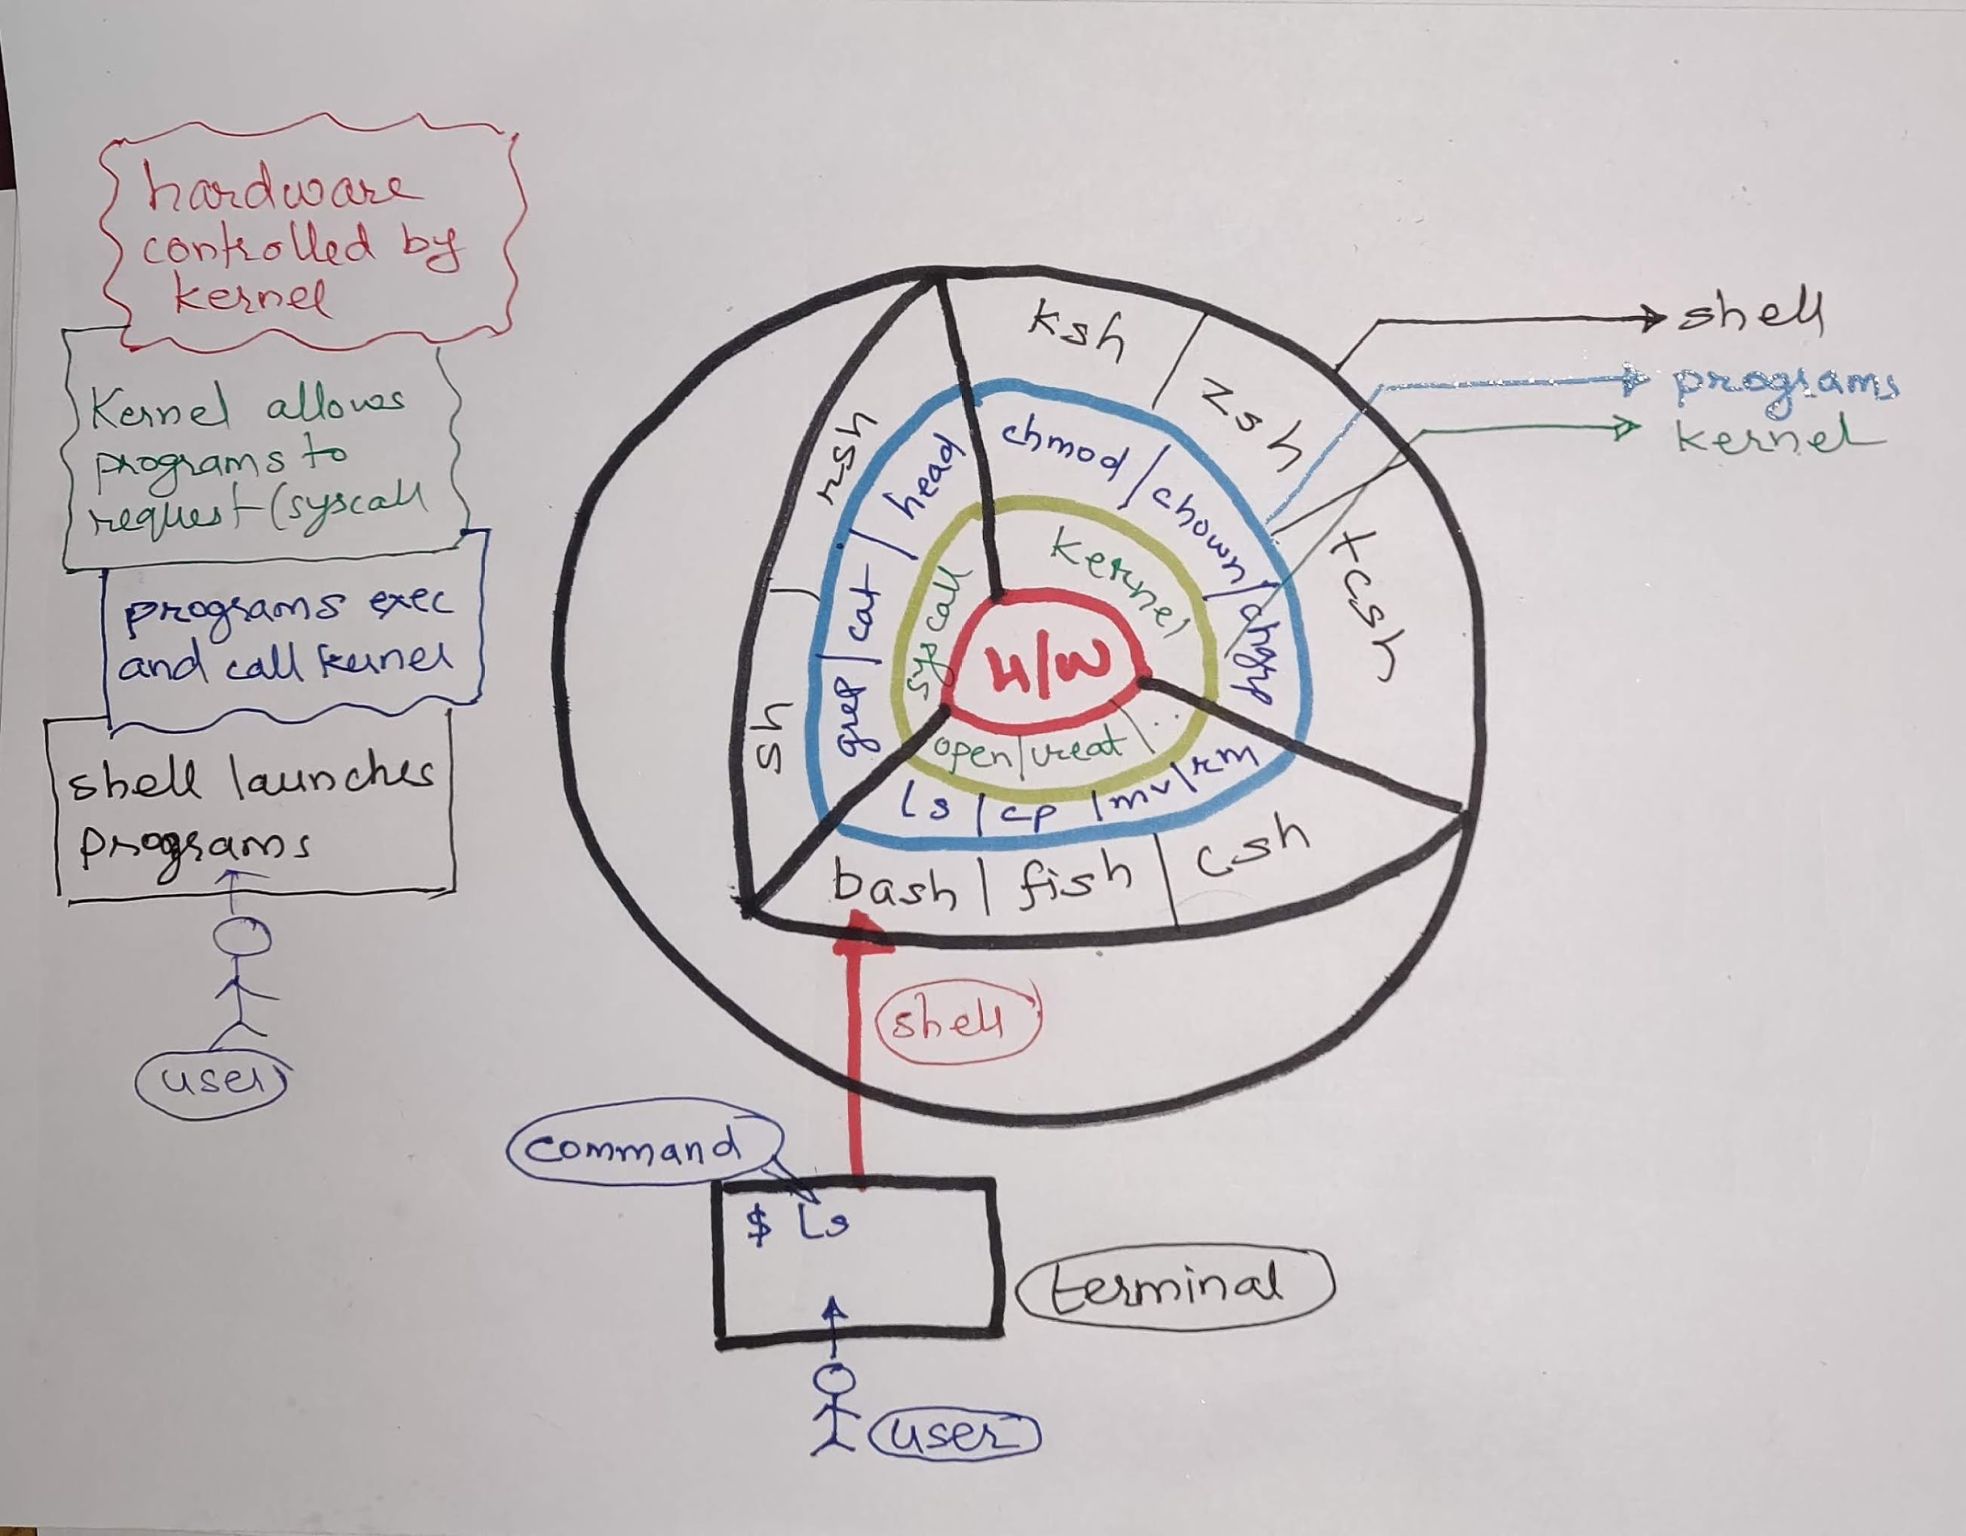 hardware
controlled by
kernel
Kernel allows
programs to
request (syscall
programs exec
and call kernel
shell launches
programs
user
ksh
zsh
tcsh
rsh
sh
bash | fish | csh
chmod | chown | chgrp
head
cat
grep
ls | cp | mv | rm
kernel
syscall
open | creat | ...
H/W
shell
programs
kernel
shell
command
$ ls
terminal
user